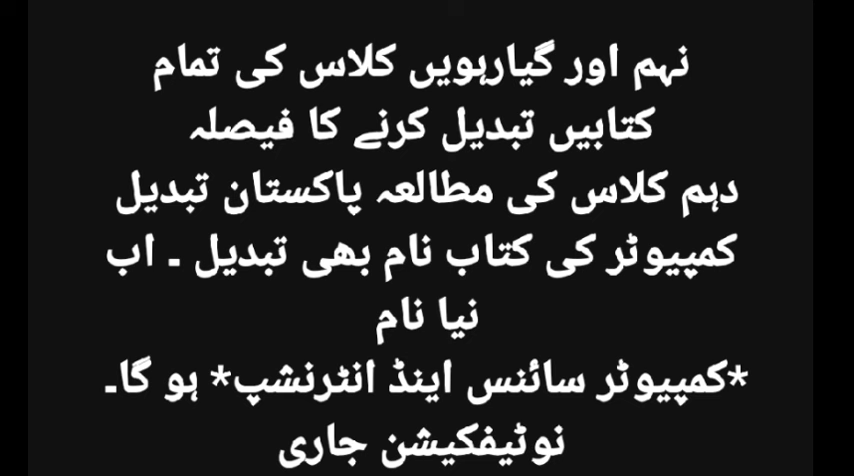 نہم اور گیارہویں کلاس کی تمام
کتابیں تبدیل کرنے کا فیصلہ
دہم کلاس کی مطالعہ پاکستان تبدیل
کمپیوٹر کی کتاب نام بھی تبدیل ۔ اب
نیا نام
*کمپیوٹر سائنس اینڈ انٹرنشپ* ہو گا۔
نوٹیفکیشن جاری